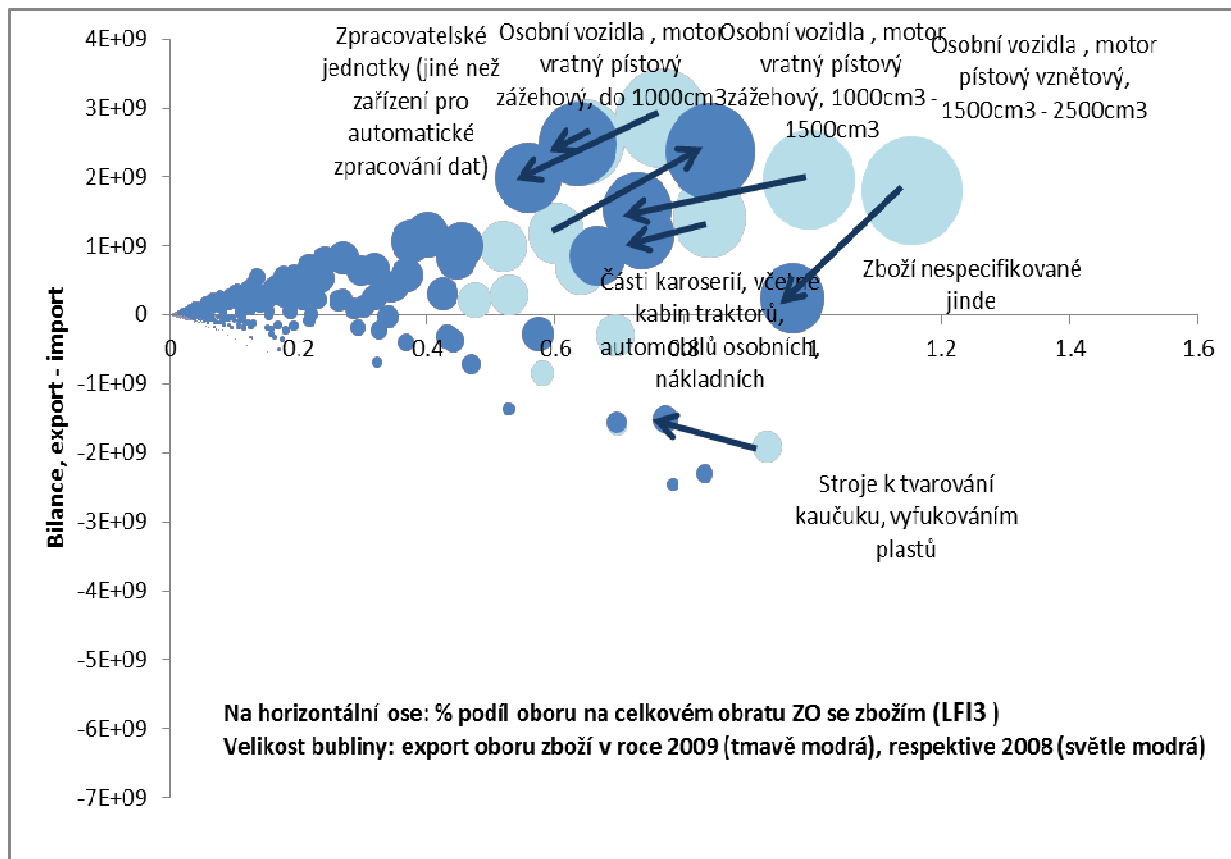 4E+09
3E+09
2E+09
1E+09
0
-1E+09
-2E+09
-3E+09
-4E+09
-5E+09
-6E+09
-7E+09
Bilance, export - import
0
0.2
0.4
0.6
0.8
1
1.2
1.4
1.6
Zpracovatelské
jednotky (jiné než
zařízení pro
automatické
zpracování dat)
Osobní vozidla , motor
vratný pístový
zážehový, do 1000cm3
Osobní vozidla , motor
vratný pístový
zážehový, 1000cm3 -
1500cm3
Osobní vozidla , motor
pístový vznětový,
1500cm3 - 2500cm3
Zboží nespecifikované
jinde
Části karoserií, včetně
kabin traktorů,
automobilů osobních,
nákladních
Stroje k tvarování
kaučuku, vyfukováním
plastů
Na horizontální ose: % podíl oboru na celkovém obratu ZO se zbožím (LFI3 )
Velikost bubliny: export oboru zboží v roce 2009 (tmavě modrá), respektive 2008 (světle modrá)